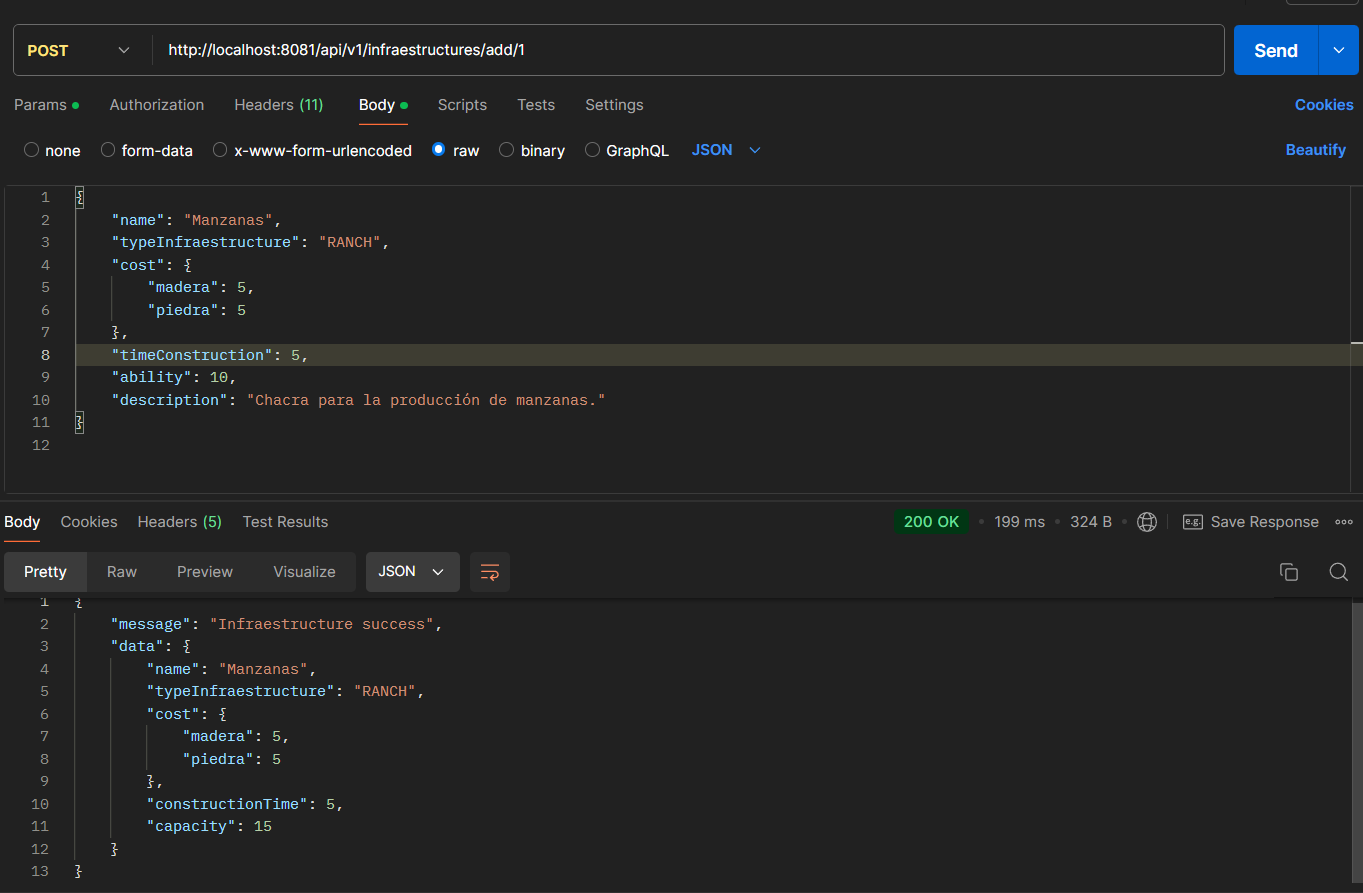 POST http://localhost:8081/api/v1/infraestructures/add/1 Send
Params Authorization Headers (11) Body Scripts Tests Settings Cookies
none form-data x-www-form-urlencoded raw binary GraphQL JSON Beautify
1 {
2 "name": "Manzanas",
3 "typeInfraestructure": "RANCH",
4 "cost": {
5 "madera": 5,
6 "piedra": 5
7 },
8 "timeConstruction": 5,
9 "ability": 10,
10 "description": "Chacra para la producción de manzanas."
11 }
12
Body Cookies Headers (5) Test Results 200 OK • 199 ms • 324 B • e.g. Save Response
Pretty Raw Preview Visualize JSON
1 {
2 "message": "Infraestructure success",
3 "data": {
4 "name": "Manzanas",
5 "typeInfraestructure": "RANCH",
6 "cost": {
7 "madera": 5,
8 "piedra": 5
9 },
10 "constructionTime": 5,
11 "capacity": 15
12 }
13 }